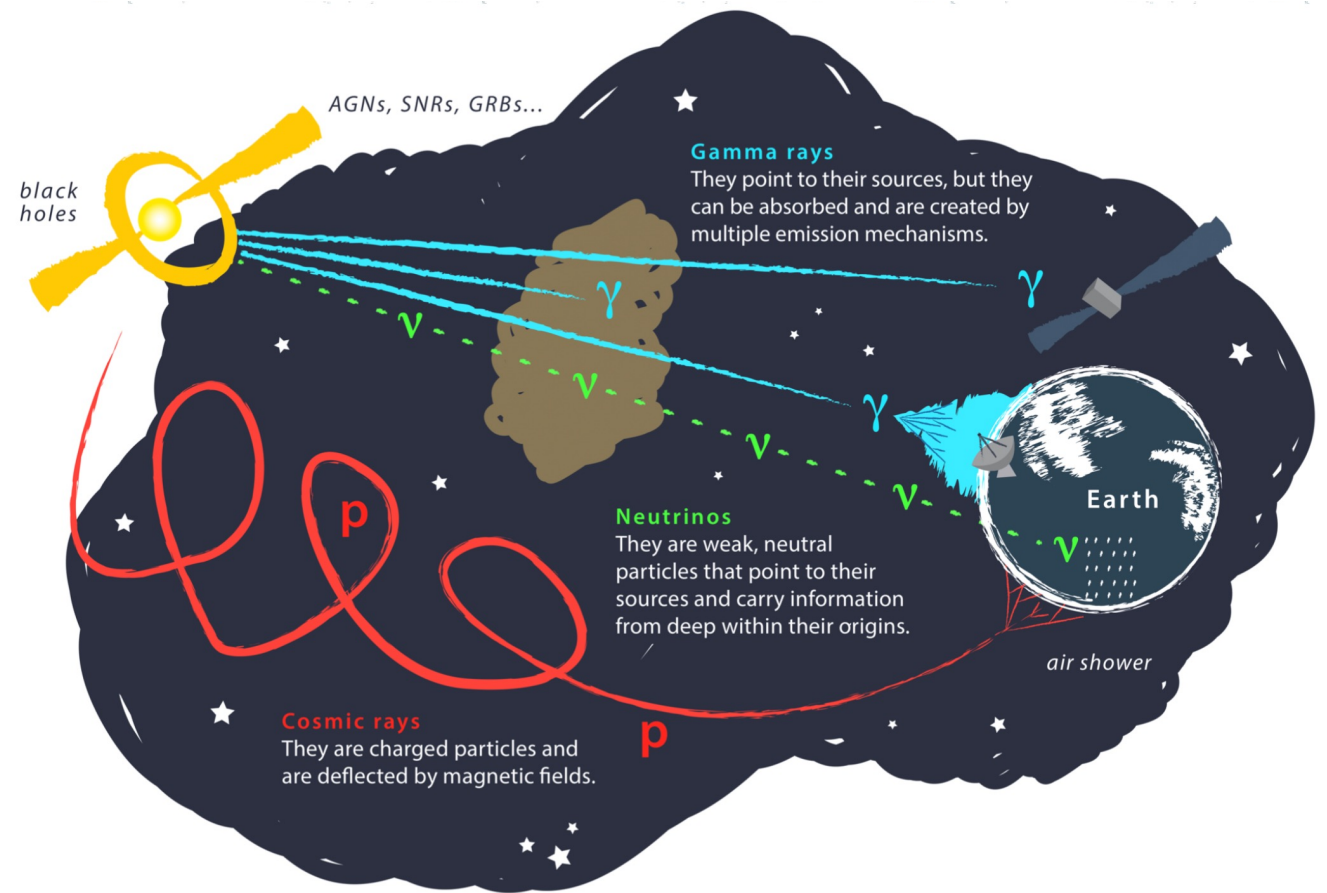 AGNs, SNRs, GRBs...
black
holes
Gamma rays
They point to their sources, but they
can be absorbed and are created by
multiple emission mechanisms.
γ
γ
γ
ν
ν
ν
ν
ν
Earth
Neutrinos
They are weak, neutral
particles that point to their
sources and carry information
from deep within their origins.
p
air shower
Cosmic rays
They are charged particles and
are deflected by magnetic fields.
p